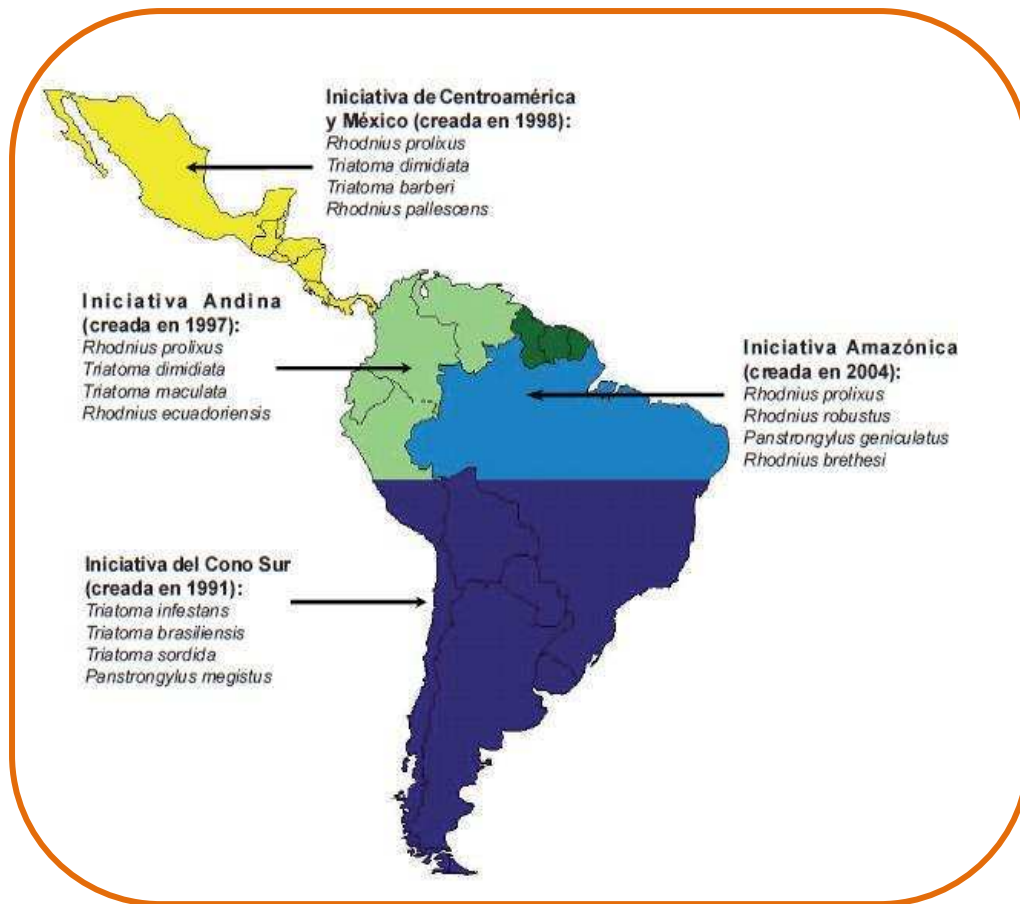 Iniciativa de Centroamérica
y México (creada en 1998):
Rhodnius prolixus
Triatoma dimidiata
Triatoma barberi
Rhodnius pallescens
Iniciativa Andina
(creada en 1997):
Rhodnius prolixus
Triatoma dimidiata
Triatoma maculata
Rhodnius ecuadoriensis
Iniciativa Amazónica
(creada en 2004):
Rhodnius prolixus
Rhodnius robustus
Panstrongylus geniculatus
Rhodnius brethesi
Iniciativa del Cono Sur
(creada en 1991):
Triatoma infestans
Triatoma brasiliensis
Triatoma sordida
Panstrongylus megistus